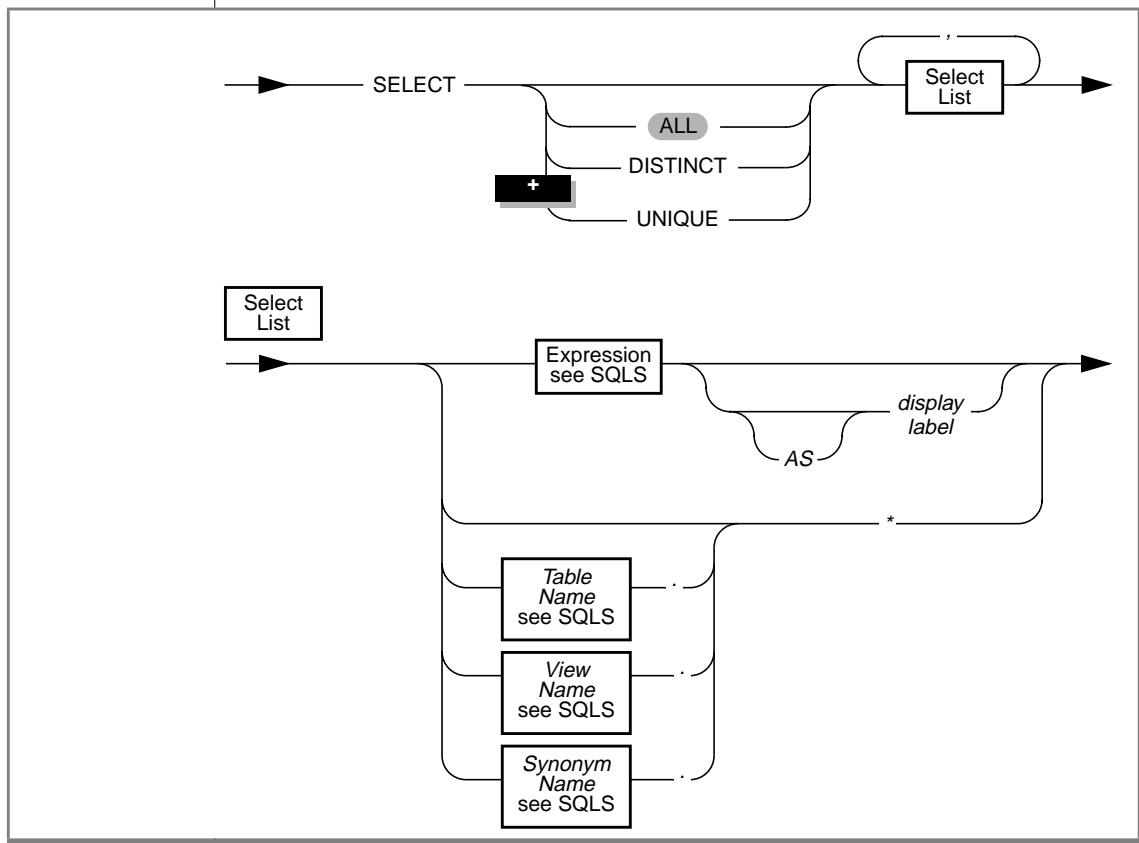 ,
SELECT
Select
List
ALL
DISTINCT
+
UNIQUE
Select
List
Expression
see SQLS
display
label
AS
*
Table
Name
see SQLS
.
View
Name
see SQLS
.
Synonym
Name
see SQLS
.